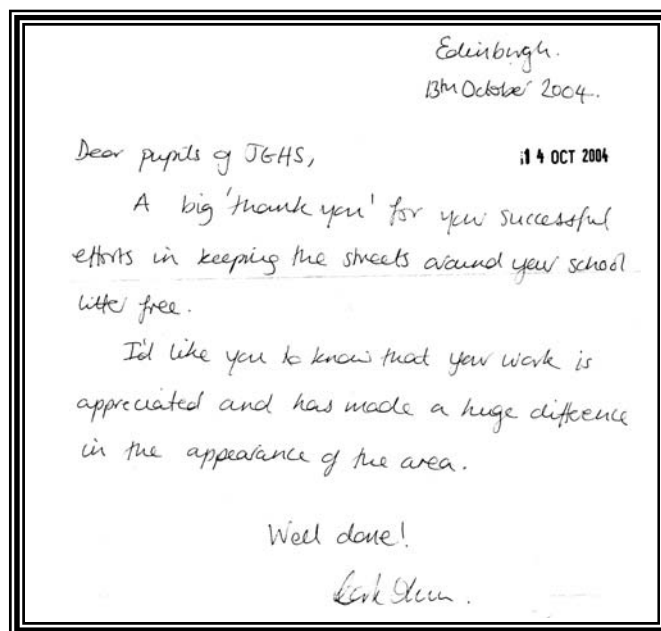 Edinburgh.
13th October 2004.
Dear pupils of JGHS,
14 OCT 2004
A big 'thank you' for your successful
efforts in keeping the streets around your school
litter free.
I'd like you to know that your work is
appreciated and has made a huge difference
in the appearance of the area.
Well done!